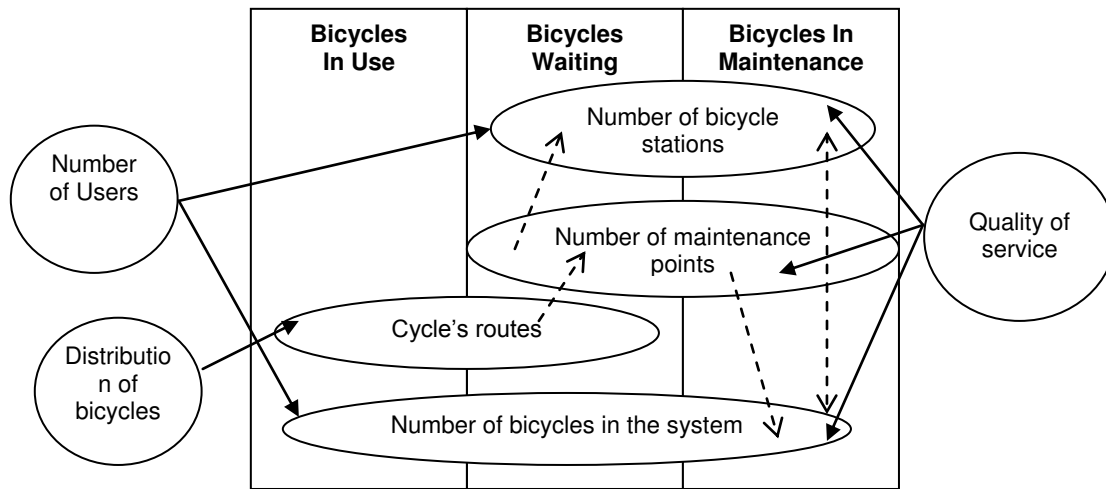 Bicycles
In Use
Bicycles
Waiting
Bicycles In
Maintenance
Number of bicycle
stations
Number
of Users
Number of maintenance
points
Quality of
service
Cycle's routes
Distributio
n of
bicycles
Number of bicycles in the system